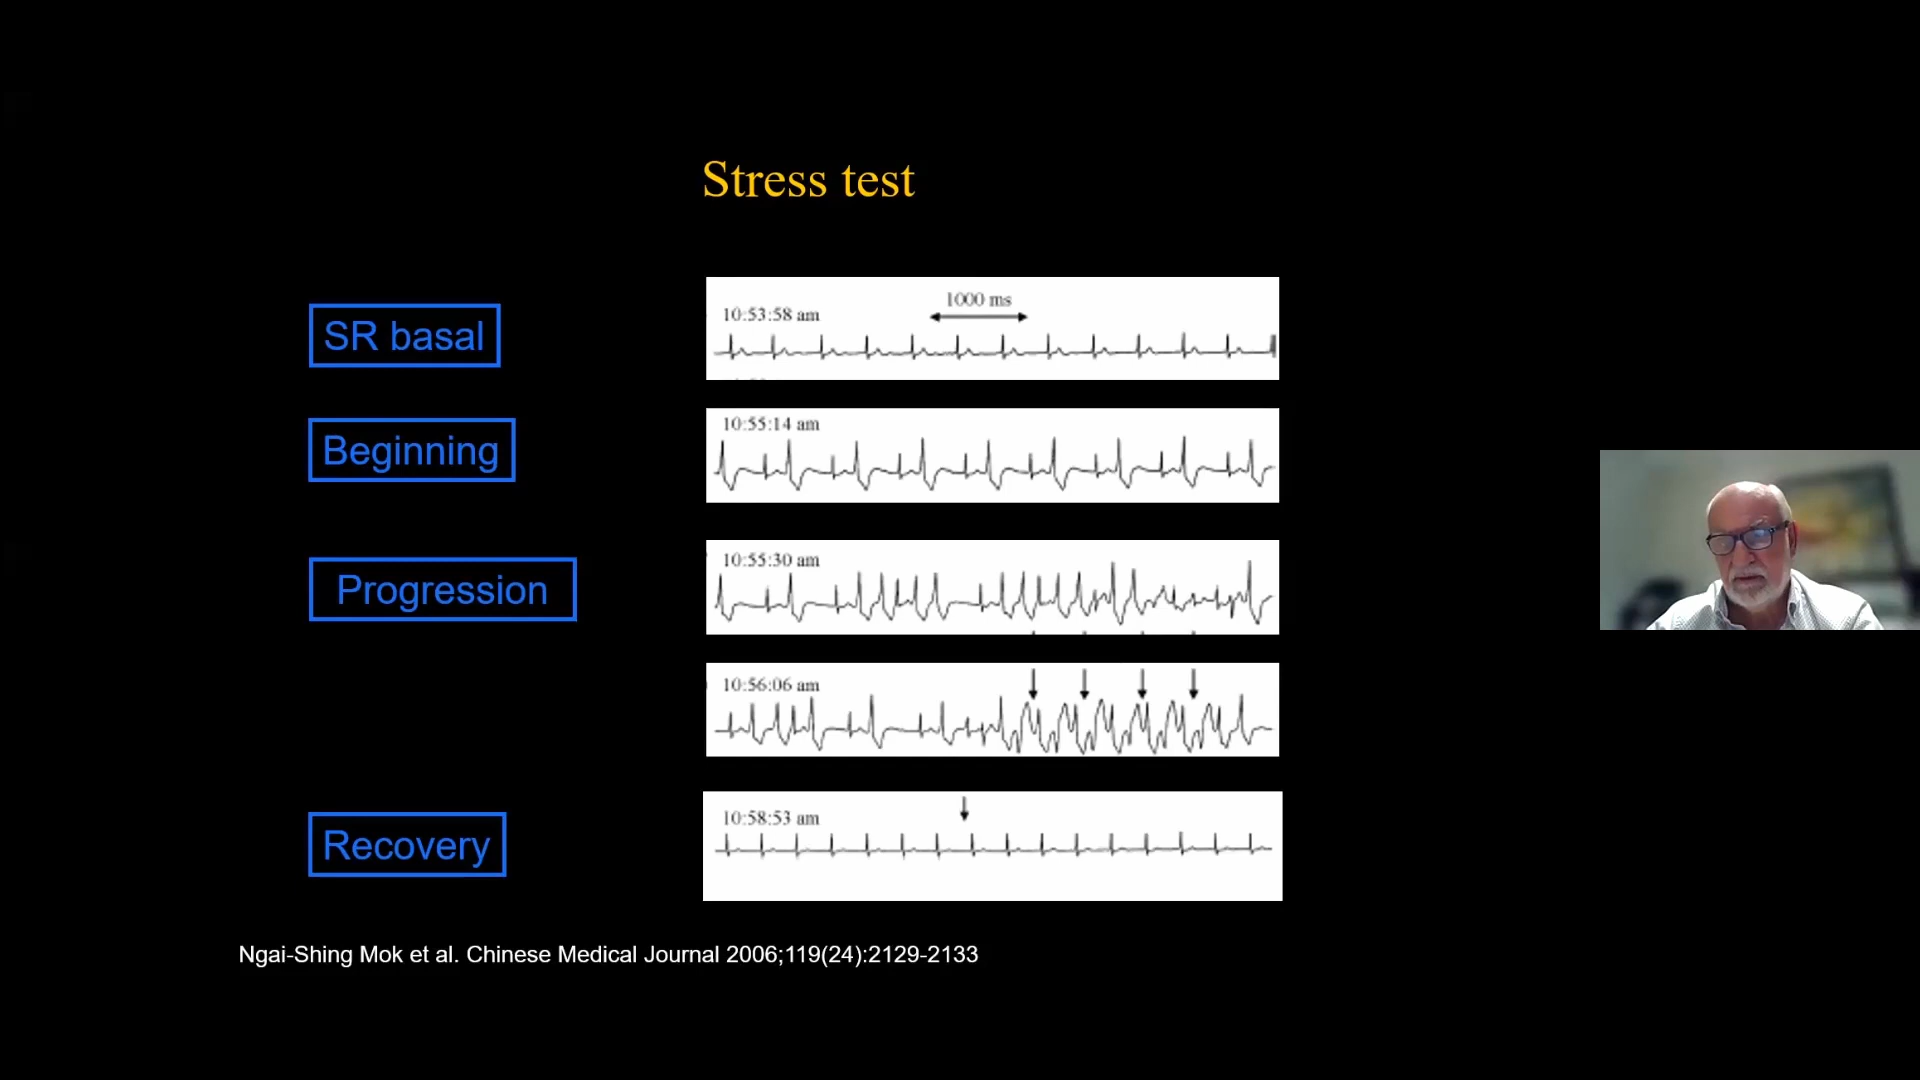 Stress test
SR basal
10:53:58 am
1000 ms
Beginning
10:55:14 am
Progression
10:55:30 am
10:56:06 am
Recovery
10:58:53 am
Ngai-Shing Mok et al. Chinese Medical Journal 2006;119(24):2129-2133